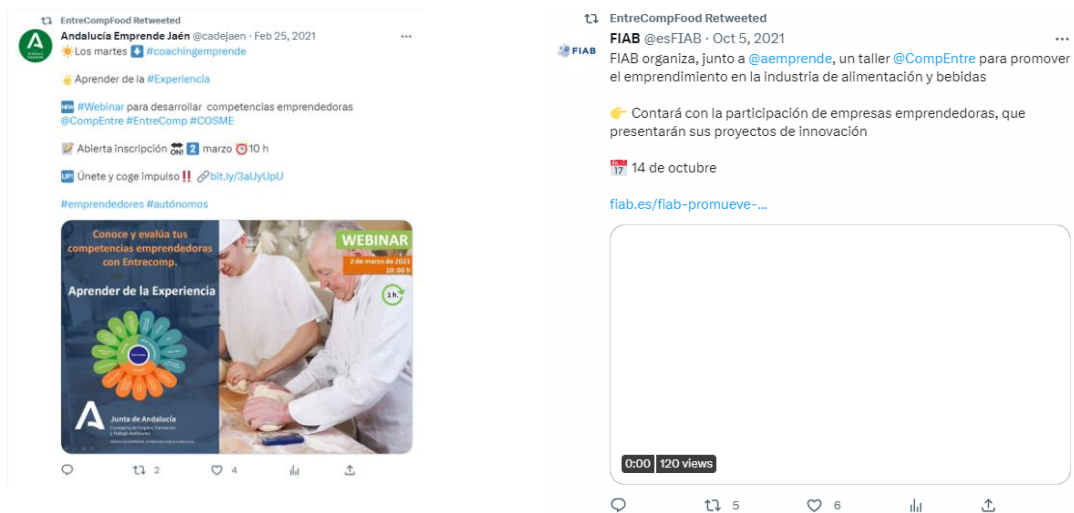 EntreCompFood Retweeted
Andalucía Emprende Jaén @cadejaen · Feb 25, 2021
☀️Los martes ⬇️ #coachingemprende
✌️Aprender de la #Experiencia
🆕 #Webinar para desarrollar competencias emprendedoras
@CompEntre #EntreComp #COSME
📝 Abierta inscripción 🔛 2️⃣ marzo ⏰10 h
🆙 Únete y coge impulso‼️ 🔗bit.ly/3aUyUpU
#emprendedores #autónomos
Conoce y evalúa tus
competencias emprendedoras
con Entrecomp.
Aprender de la Experiencia
WEBINAR
2 de marzo de 2021
10:00 h
1 h.
Junta de Andalucía
2
4
EntreCompFood Retweeted
FIAB
FIAB @esFIAB · Oct 5, 2021
FIAB organiza, junto a @aemprende, un taller @CompEntre para promover
el emprendimiento en la industria de alimentación y bebidas
👉 Contará con la participación de empresas emprendedoras, que
presentarán sus proyectos de innovación
📅 14 de octubre
fiab.es/fiab-promueve-...
0:00 120 views
5
6